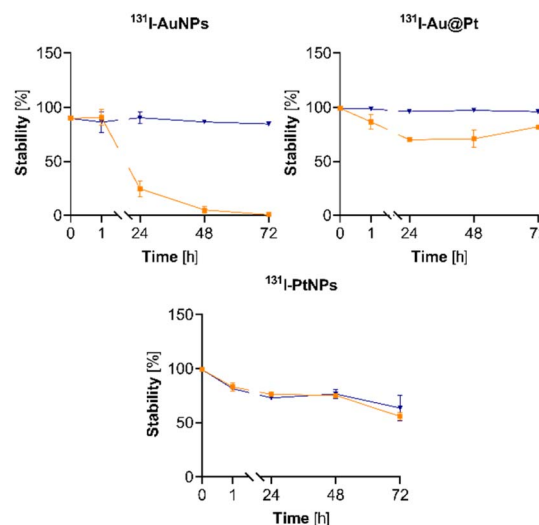 ¹³¹I-AuNPs
150
100
50
0
Stability [%]
0 1 24 48 72
Time [h]
¹³¹I-Au@Pt
150
100
50
0
Stability [%]
0 1 24 48 72
Time [h]
¹³¹I-PtNPs
150
100
50
0
Stability [%]
0 1 24 48 72
Time [h]